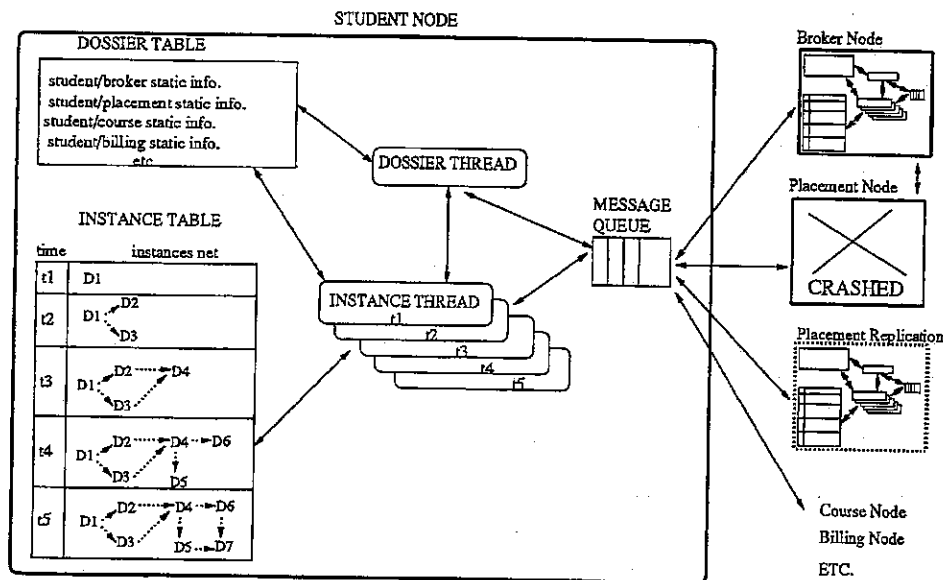 STUDENT NODE
DOSSIER TABLE
student/broker static info.
student/placement static info.
student/course static info.
student/billing static info.
etc
DOSSIER THREAD
MESSAGE
QUEUE
INSTANCE TABLE
time instances net
t1 D1
t2 D1 D2 D3
t3 D1 D2 D3 D4
t4 D1 D2 D3 D4 D6 D5
t5 D1 D2 D3 D4 D6 D5 D7
INSTANCE THREAD
t1
t2
t3
t4
t5
Broker Node
Placement Node
CRASHED
Placement Replication
Course Node
Billing Node
ETC.